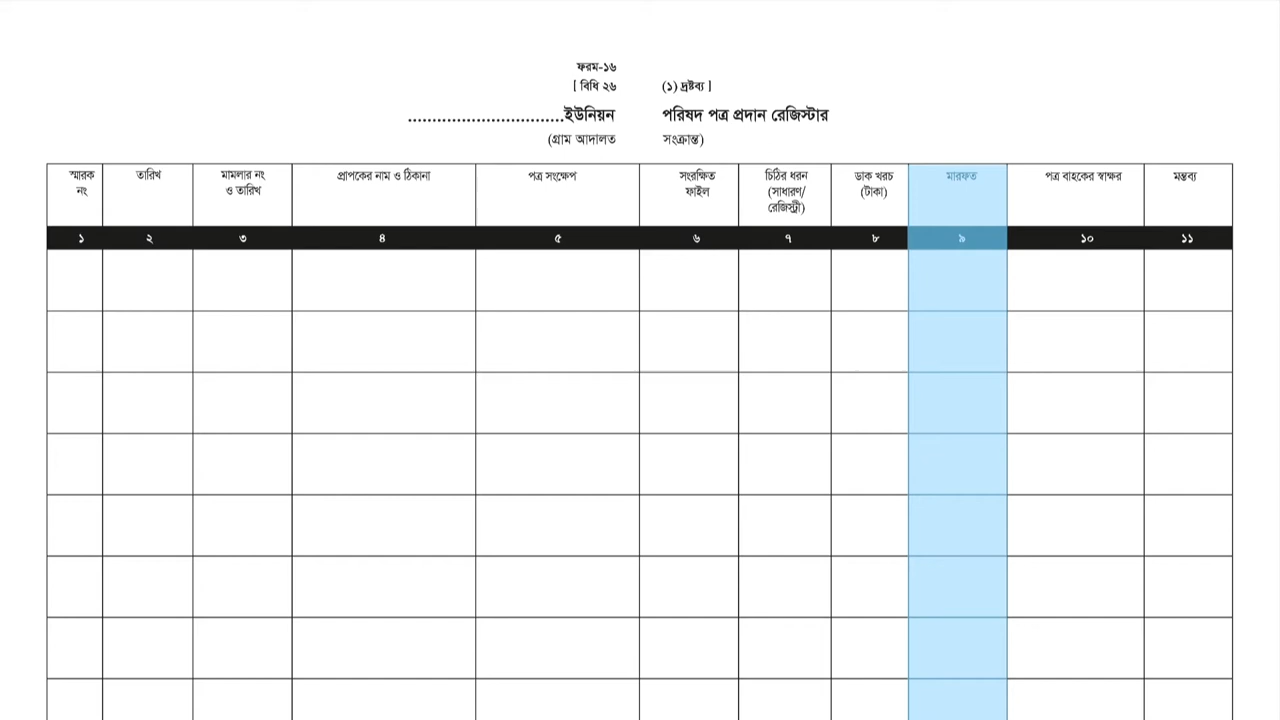 ফরম-১৬
[ বিধি ২৬ (১) দ্রষ্টব্য ]
................................ইউনিয়ন পরিষদ পত্র প্রদান রেজিস্টার
(গ্রাম আদালত সংক্রান্ত)
স্মারক নং
তারিখ
মামলার নং ও তারিখ
প্রাপকের নাম ও ঠিকানা
পত্র সংক্ষেপ
সংরক্ষিত ফাইল
চিঠির ধরন (সাধারণ/ রেজিস্ট্রী)
ডাক খরচ (টাকা)
মারফত
পত্র বাহকের স্বাক্ষর
মন্তব্য
১ ২ ৩ ৪ ৫ ৬ ৭ ৮ ৯ ১০ ১১